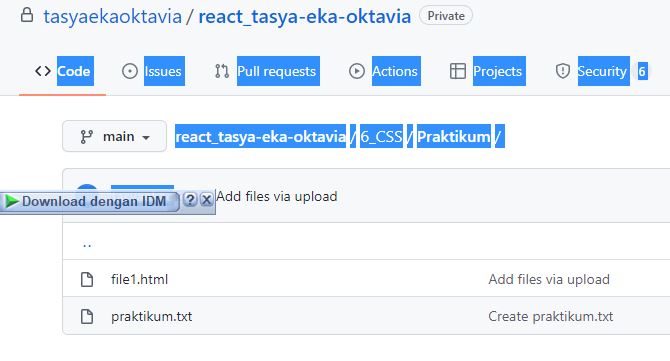 tasyaekaoktavia / react_tasya-eka-oktavia Private
Code Issues Pull requests Actions Projects Security 6
main react_tasya-eka-oktavia / 6_CSS / Praktikum /
Download dengan IDM ? X Add files via upload
..
file1.html Add files via upload
praktikum.txt Create praktikum.txt